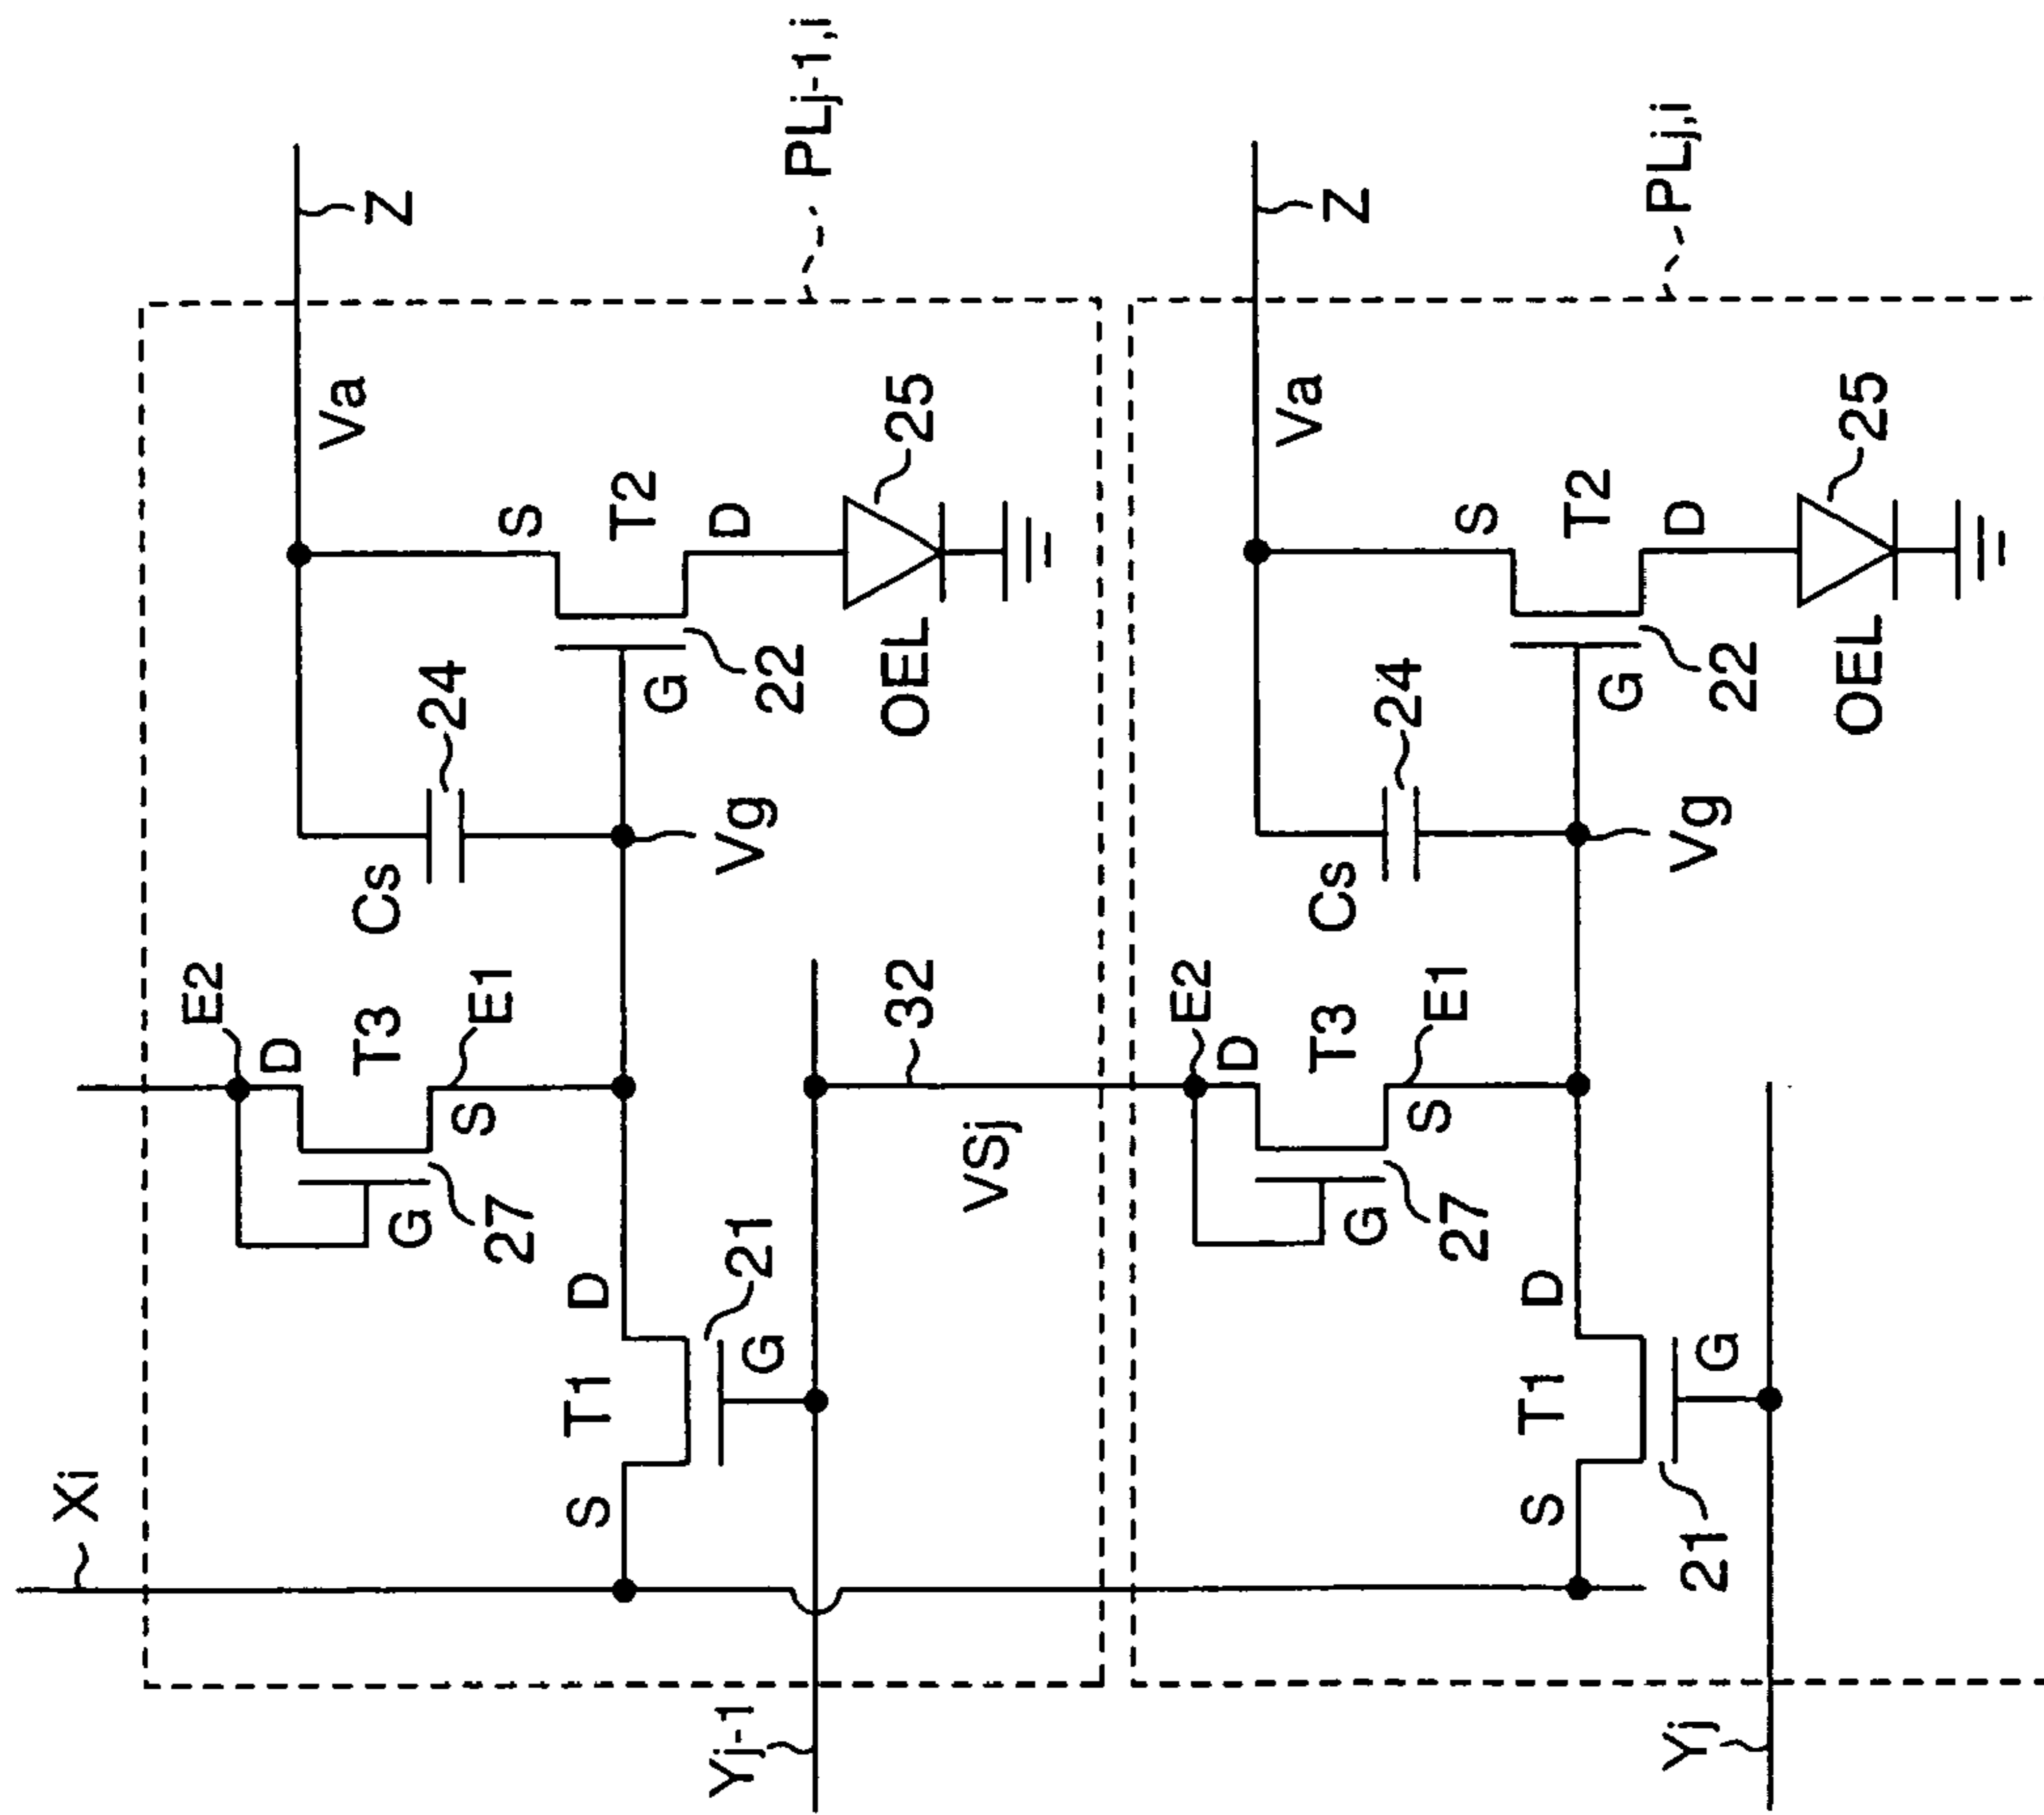 Xi
Yj-1
Yj
E2
D
T3
S
E1
G
27
Cs
24
Va
Z
S
T2
D
G
22
25
OEL
Vg
S
T1
D
21
G
PLj-1,i
VSj
32
E2
D
T3
S
E1
G
27
Cs
24
Va
Z
S
T2
D
G
22
25
OEL
Vg
S
T1
D
21
G
PLj,i